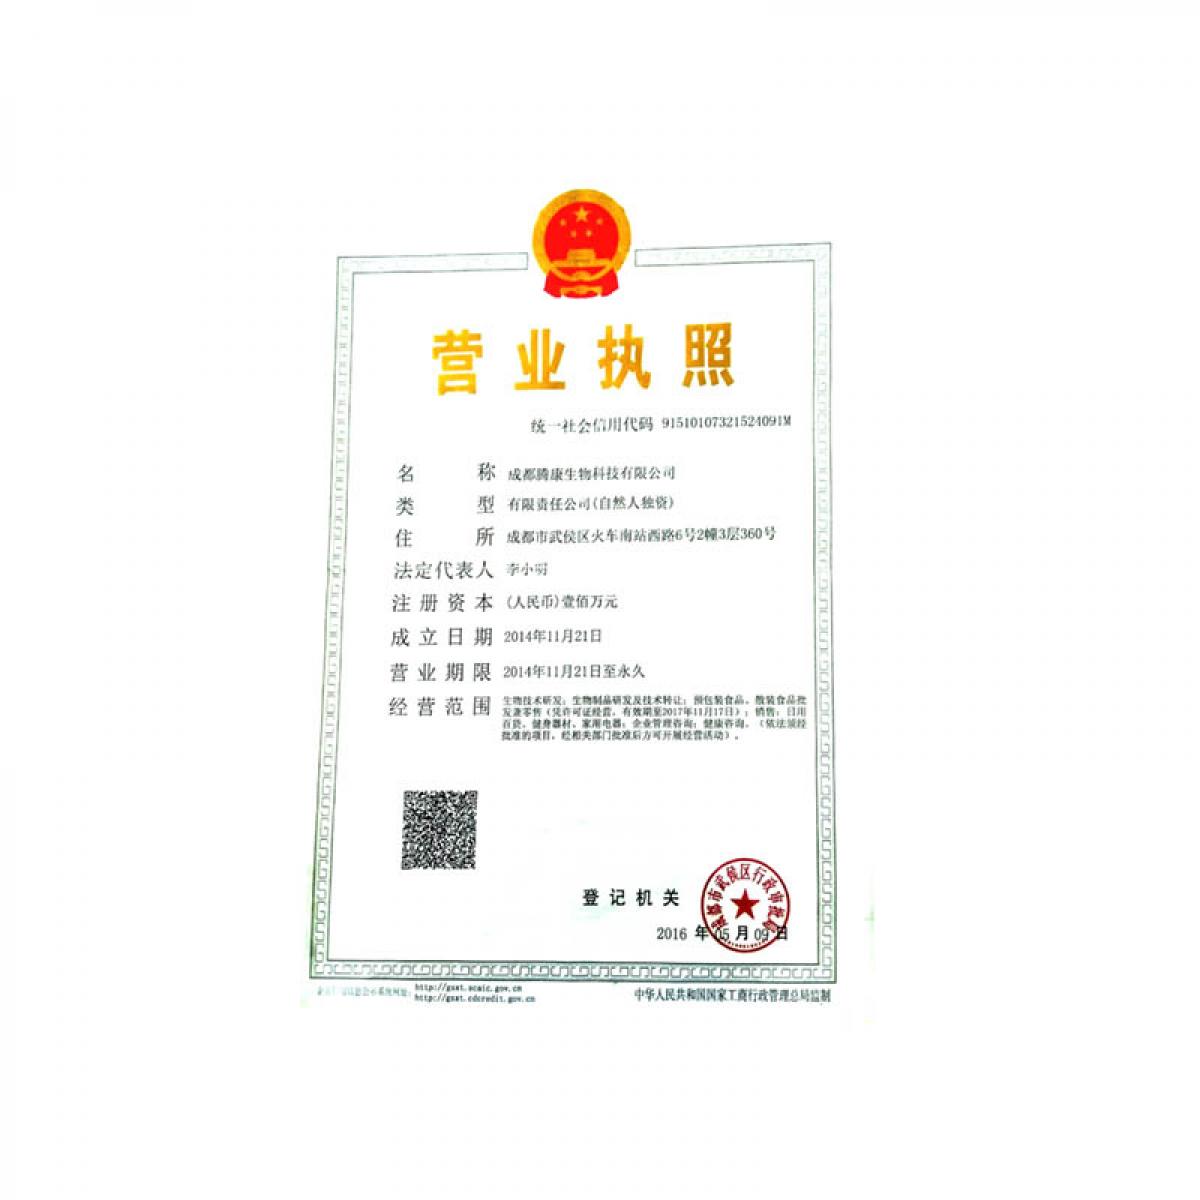 营业执照
统一社会信用代码 91510107321524091M
名称 成都腾康生物科技有限公司
类型 有限责任公司(自然人独资)
住所 成都市武侯区火车南站西路6号2幢3层360号
法定代表人 李小明
注册资本 (人民币)壹佰万元
成立日期 2014年11月21日
营业期限 2014年11月21日至永久
经营范围 生物技术研发；生物制品研发及技术转让；预包装食品、散装食品批
发兼零售（凭许可证经营，有效期至2017年11月17日）；销售：日用
百货、健身器材、家用电器；企业管理咨询；健康咨询。（依法须经
批准的项目，经相关部门批准后方可开展经营活动）。
登记机关
成都市武侯区行政审批局
2016 年 05 月 09 日
http://gsxt.scaic.gov.cn
http://gsxt.cdcredit.gov.cn
中华人民共和国国家工商行政管理总局监制